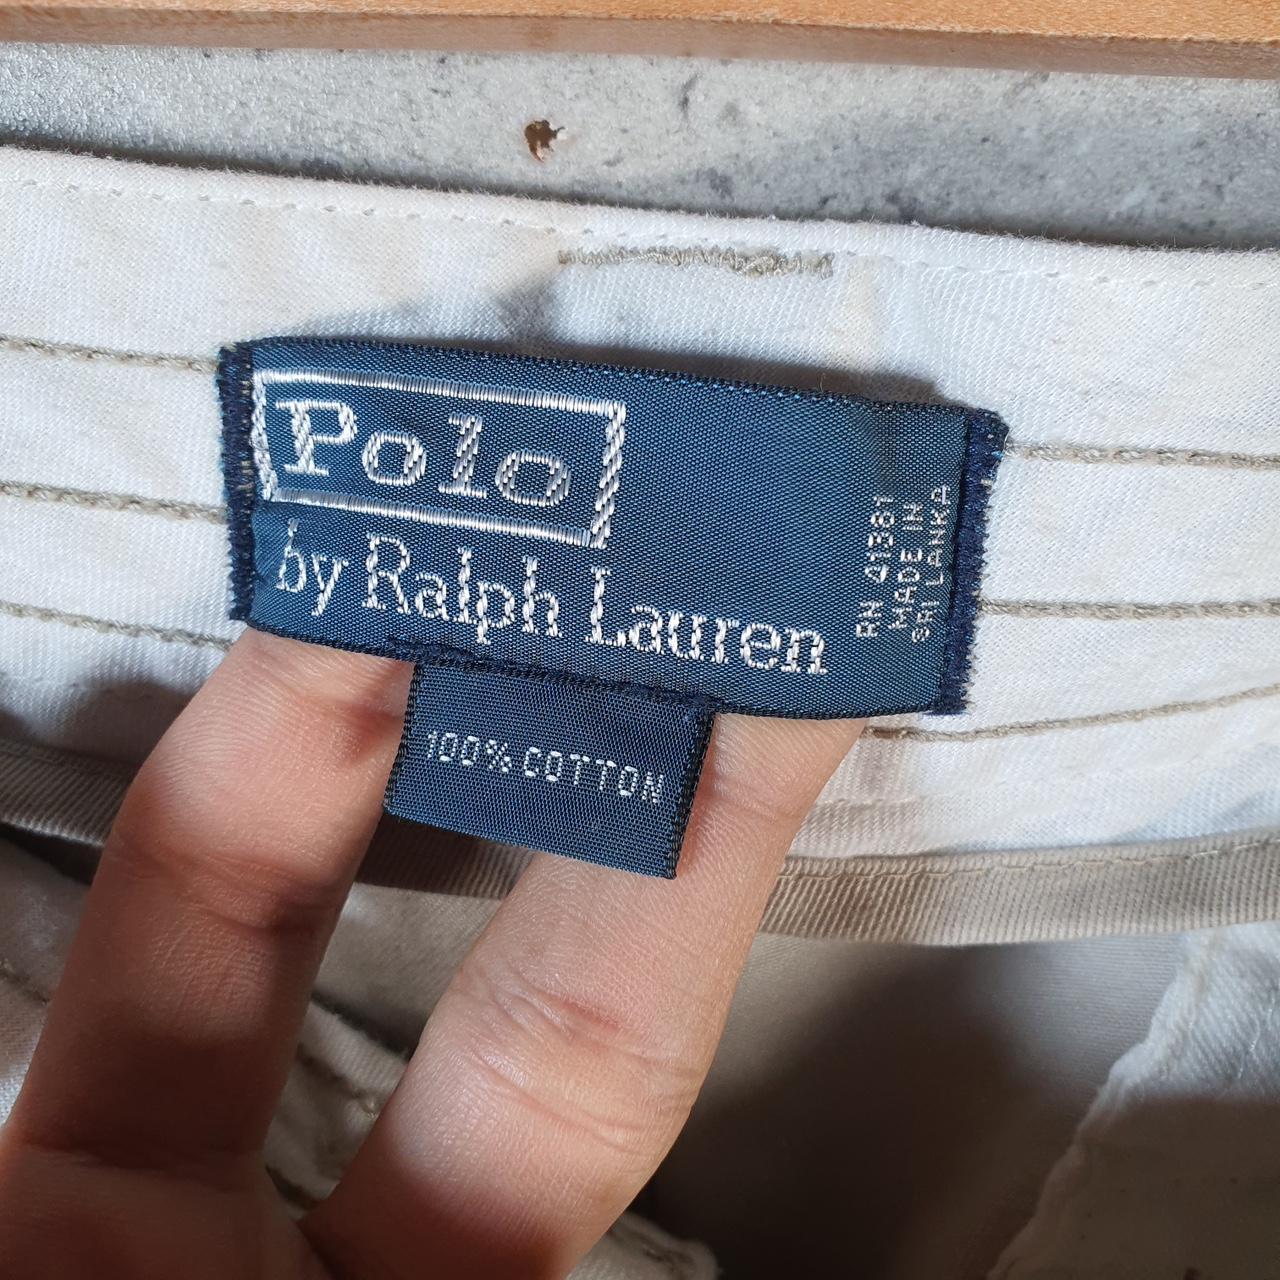 Polo
by Ralph Lauren
RN 41381
MADE IN
SRI LANKA
100% COTTON